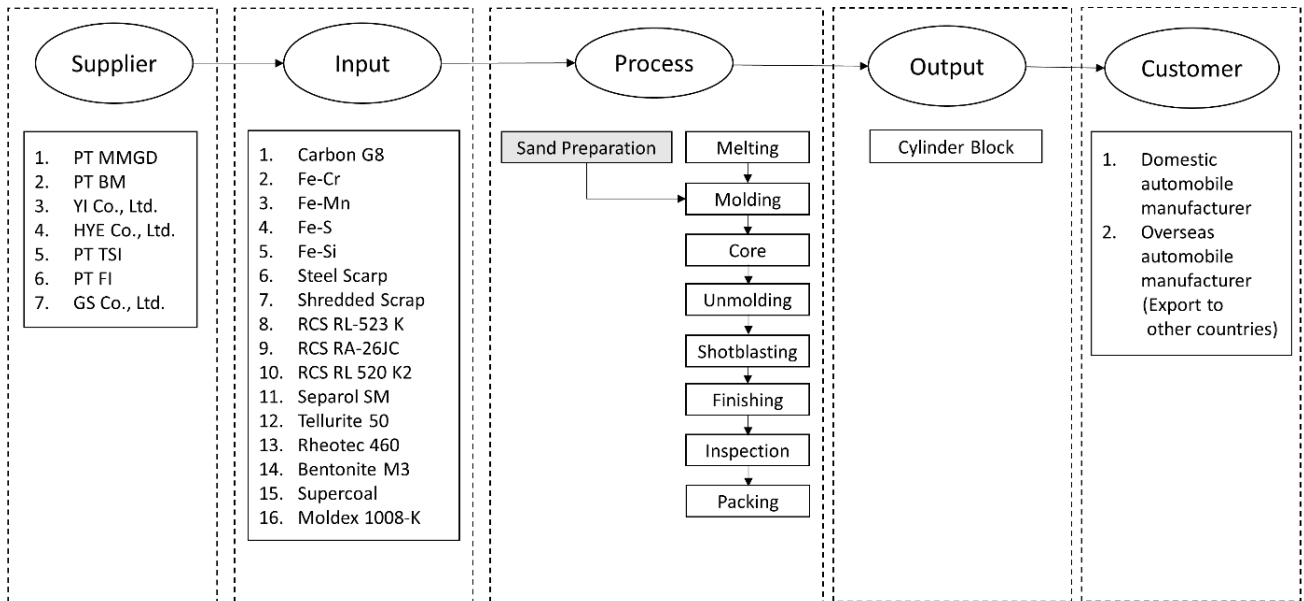 Supplier
Input
Process
Output
Customer
1. PT MMGD
2. PT BM
3. YI Co., Ltd.
4. HYE Co., Ltd.
5. PT TSI
6. PT FI
7. GS Co., Ltd.
1. Carbon G8
2. Fe-Cr
3. Fe-Mn
4. Fe-S
5. Fe-Si
6. Steel Scarp
7. Shredded Scrap
8. RCS RL-523 K
9. RCS RA-26JC
10. RCS RL 520 K2
11. Separol SM
12. Tellurite 50
13. Rheotec 460
14. Bentonite M3
15. Supercoal
16. Moldex 1008-K
Sand Preparation
Melting
Molding
Core
Unmolding
Shotblasting
Finishing
Inspection
Packing
Cylinder Block
1. Domestic
automobile
manufacturer
2. Overseas
automobile
manufacturer
(Export to
other countries)